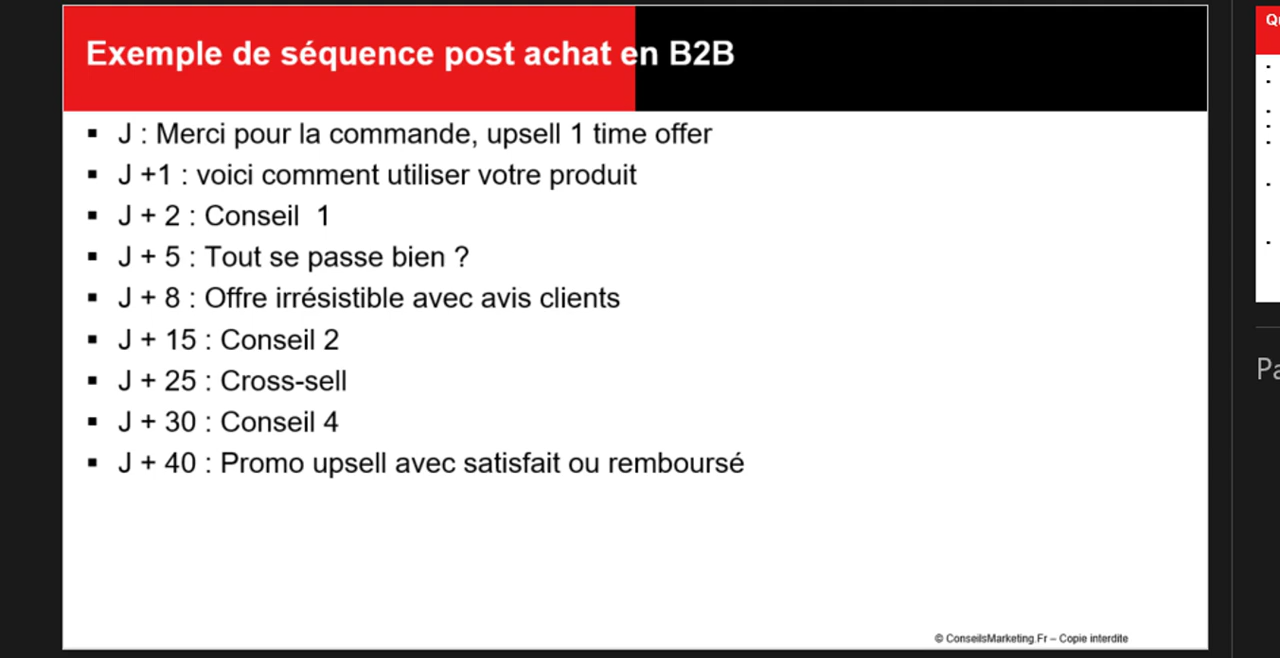 Exemple de séquence post achat en B2B
▪ J : Merci pour la commande, upsell 1 time offer
▪ J +1 : voici comment utiliser votre produit
▪ J + 2 : Conseil  1
▪ J + 5 : Tout se passe bien ?
▪ J + 8 : Offre irrésistible avec avis clients
▪ J + 15 : Conseil 2
▪ J + 25 : Cross-sell
▪ J + 30 : Conseil 4
▪ J + 40 : Promo upsell avec satisfait ou remboursé
© ConseilsMarketing.Fr – Copie interdite